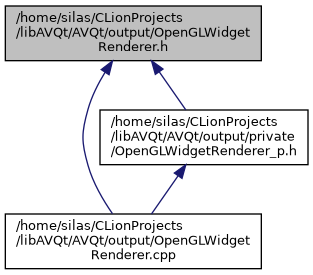 /home/silas/CLionProjects
/libAVQt/AVQt/output/OpenGLWidget
Renderer.h
/home/silas/CLionProjects
/libAVQt/AVQt/output/private
/OpenGLWidgetRenderer_p.h
/home/silas/CLionProjects
/libAVQt/AVQt/output/OpenGLWidget
Renderer.cpp